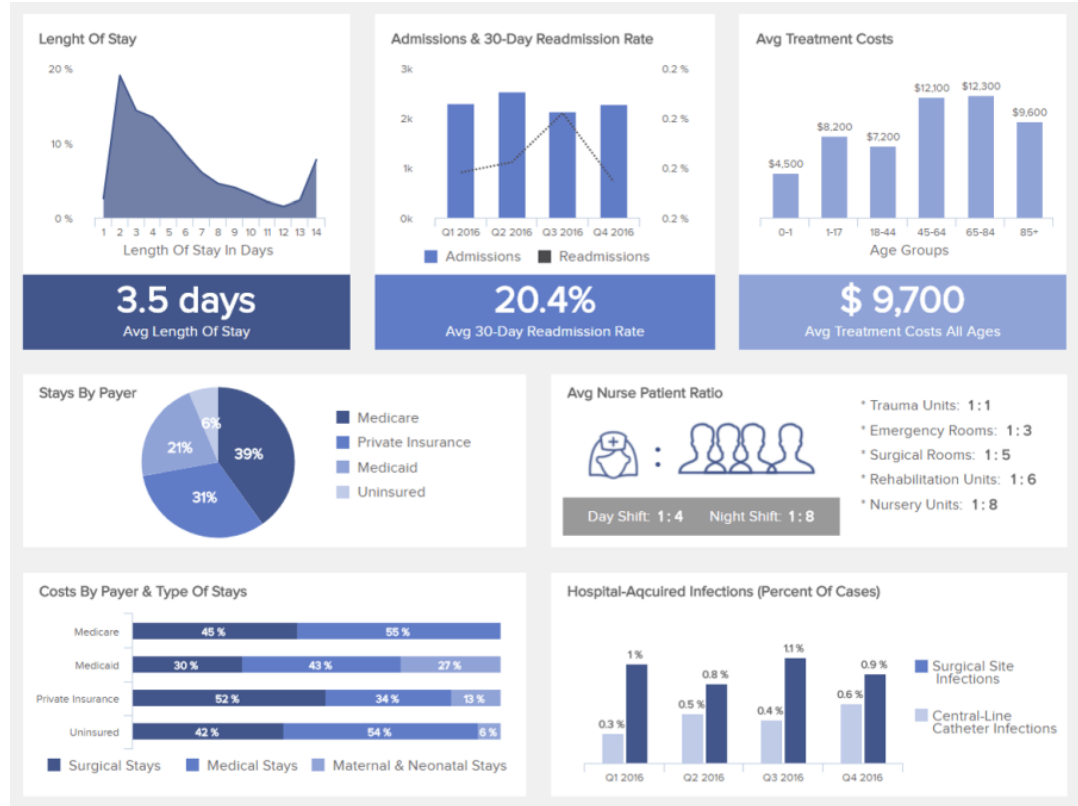 Lenght Of Stay
20 %
10 %
0 %
1 2 3 4 5 6 7 8 9 10 11 12 13 14
Length Of Stay In Days
3.5 days
Avg Length Of Stay
Admissions & 30-Day Readmission Rate
3k 0.2 %
2k 0.2 %
1k 0.2 %
0k 0.2 %
Q1 2016 Q2 2016 Q3 2016 Q4 2016
Admissions Readmissions
20.4%
Avg 30-Day Readmission Rate
Avg Treatment Costs
$4,500 $8,200 $7,200 $12,100 $12,300 $9,600
0-1 1-17 18-44 45-64 65-84 85+
Age Groups
$ 9,700
Avg Treatment Costs All Ages
Stays By Payer
6%
21% 39%
31%
Medicare
Private Insurance
Medicaid
Uninsured
Avg Nurse Patient Ratio
:
Day Shift: 1 : 4 Night Shift: 1 : 8
* Trauma Units: 1 : 1
* Emergency Rooms: 1 : 3
* Surgical Rooms: 1 : 5
* Rehabilitation Units: 1 : 6
* Nursery Units: 1 : 8
Costs By Payer & Type Of Stays
Medicare 45 % 55 %
Medicaid 30 % 43 % 27 %
Private Insurance 52 % 34 % 13 %
Uninsured 42 % 54 % 6 %
Surgical Stays Medical Stays Maternal & Neonatal Stays
Hospital-Aqcuired Infections (Percent Of Cases)
0.3 % 1 % 0.5 % 0.8 % 0.4 % 1.1 % 0.6 % 0.9 %
Q1 2016 Q2 2016 Q3 2016 Q4 2016
Surgical Site
Infections
Central-Line
Catheter Infections